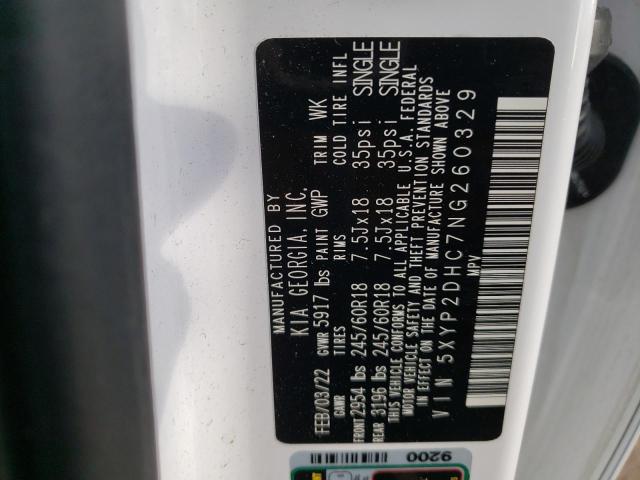 MANUFACTURED BY
KIA GEORGIA, INC.
FEB/03/22 GVWR 5917 lbs PAINT GWP TRIM WK
GAWR TIRES RIMS COLD TIRE INFL
FRONT 2954 lbs 245/60R18 7.5Jx18 35psi SINGLE
REAR 3196 lbs 245/60R18 7.5Jx18 35psi SINGLE
THIS VEHICLE CONFORMS TO ALL APPLICABLE U.S.A. FEDERAL
MOTOR VEHICLE SAFETY AND THEFT PREVENTION STANDARDS
IN EFFECT ON THE DATE OF MANUFACTURE SHOWN ABOVE
VIN 5XYP2DHC7NG260329
MPV
9200